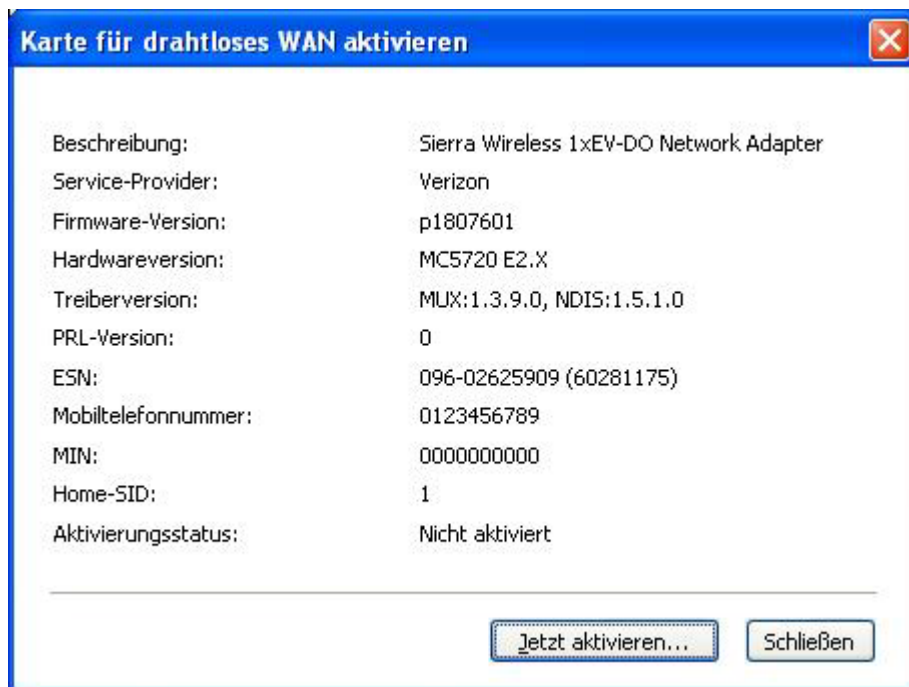 Karte für drahtloses WAN aktivieren
Beschreibung: Sierra Wireless 1xEV-DO Network Adapter
Service-Provider: Verizon
Firmware-Version: p1807601
Hardwareversion: MC5720 E2.X
Treiberversion: MUX:1.3.9.0, NDIS:1.5.1.0
PRL-Version: 0
ESN: 096-02625909 (60281175)
Mobiltelefonnummer: 0123456789
MIN: 0000000000
Home-SID: 1
Aktivierungsstatus: Nicht aktiviert
Jetzt aktivieren... Schließen